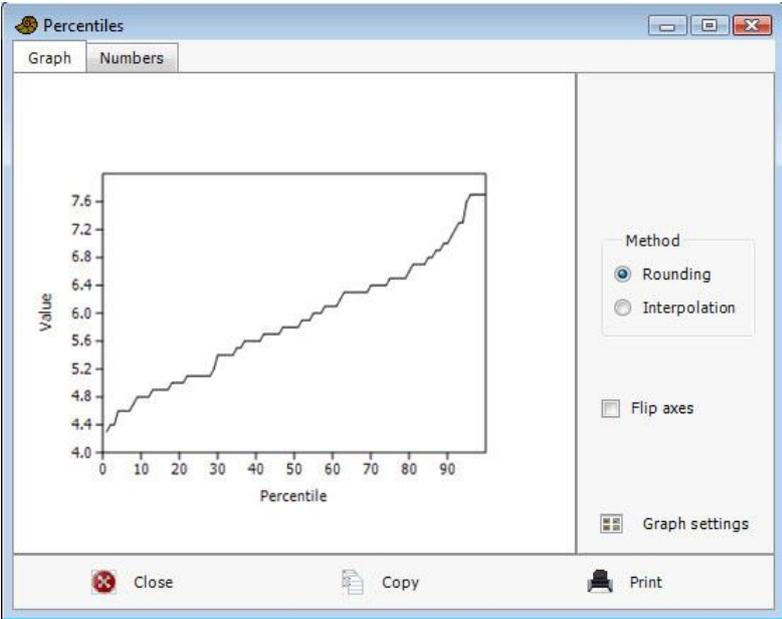 Percentiles
Graph Numbers
7.6
7.2
6.8
6.4
6.0
5.6
5.2
4.8
4.4
4.0
Value
0 10 20 30 40 50 60 70 80 90
Percentile
Method
Rounding
Interpolation
Flip axes
Graph settings
Close Copy Print